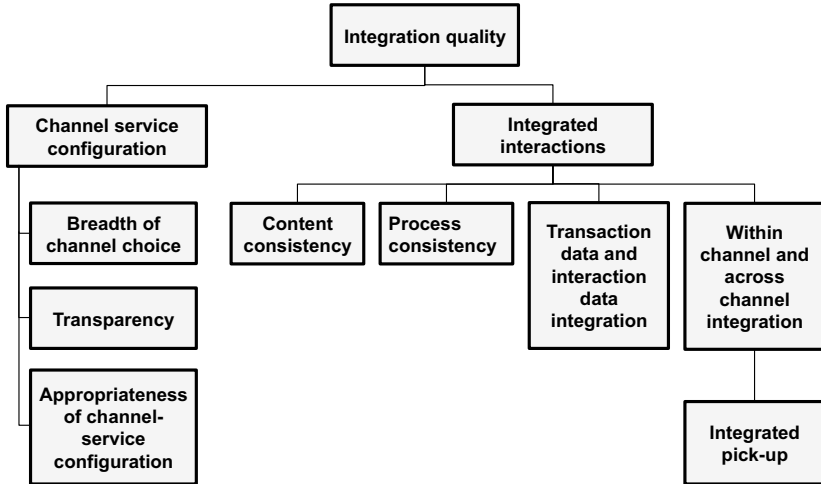 Integration quality
Channel service
configuration
Integrated
interactions
Breadth of
channel choice
Transparency
Appropriateness
of channel-
service
configuration
Content
consistency
Process
consistency
Transaction
data and
interaction
data
integration
Within
channel and
across
channel
integration
Integrated
pick-up